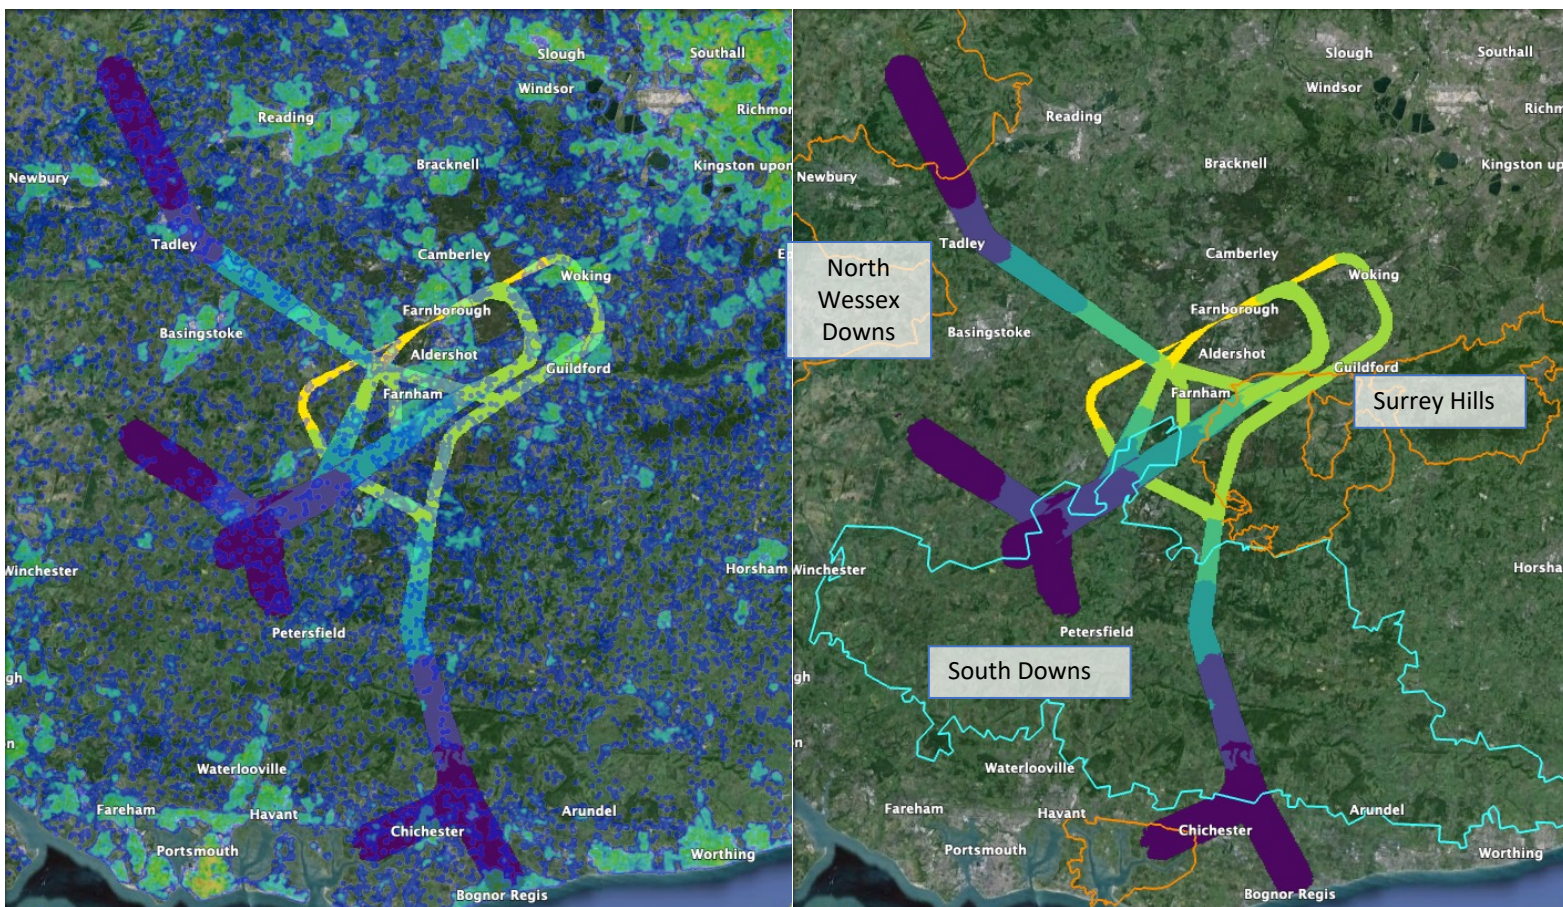 Slough
Southall
Windsor
Reading
Richmon
Bracknell
Kingston upon
Newbury
Tadley
Camberley
E
Woking
Farnborough
Basingstoke
Aldershot
Guildford
Farnham
Winchester
Horsham
Petersfield
gh
n
Waterlooville
Fareham
Havant
Arundel
Chichester
Portsmouth
Worthing
Bognor Regis
Slough
Southall
Windsor
Reading
Richm
Bracknell
Kingston up
Newbury
Tadley
Camberley
North
Wessex
Downs
Woking
Farnborough
Basingstoke
Aldershot
Guildford
Farnham
Surrey Hills
Winchester
Horsha
Petersfield
South Downs
gh
n
Waterlooville
Fareham
Havant
Arundel
Chichester
Portsmouth
Worthing
Bognor Regis